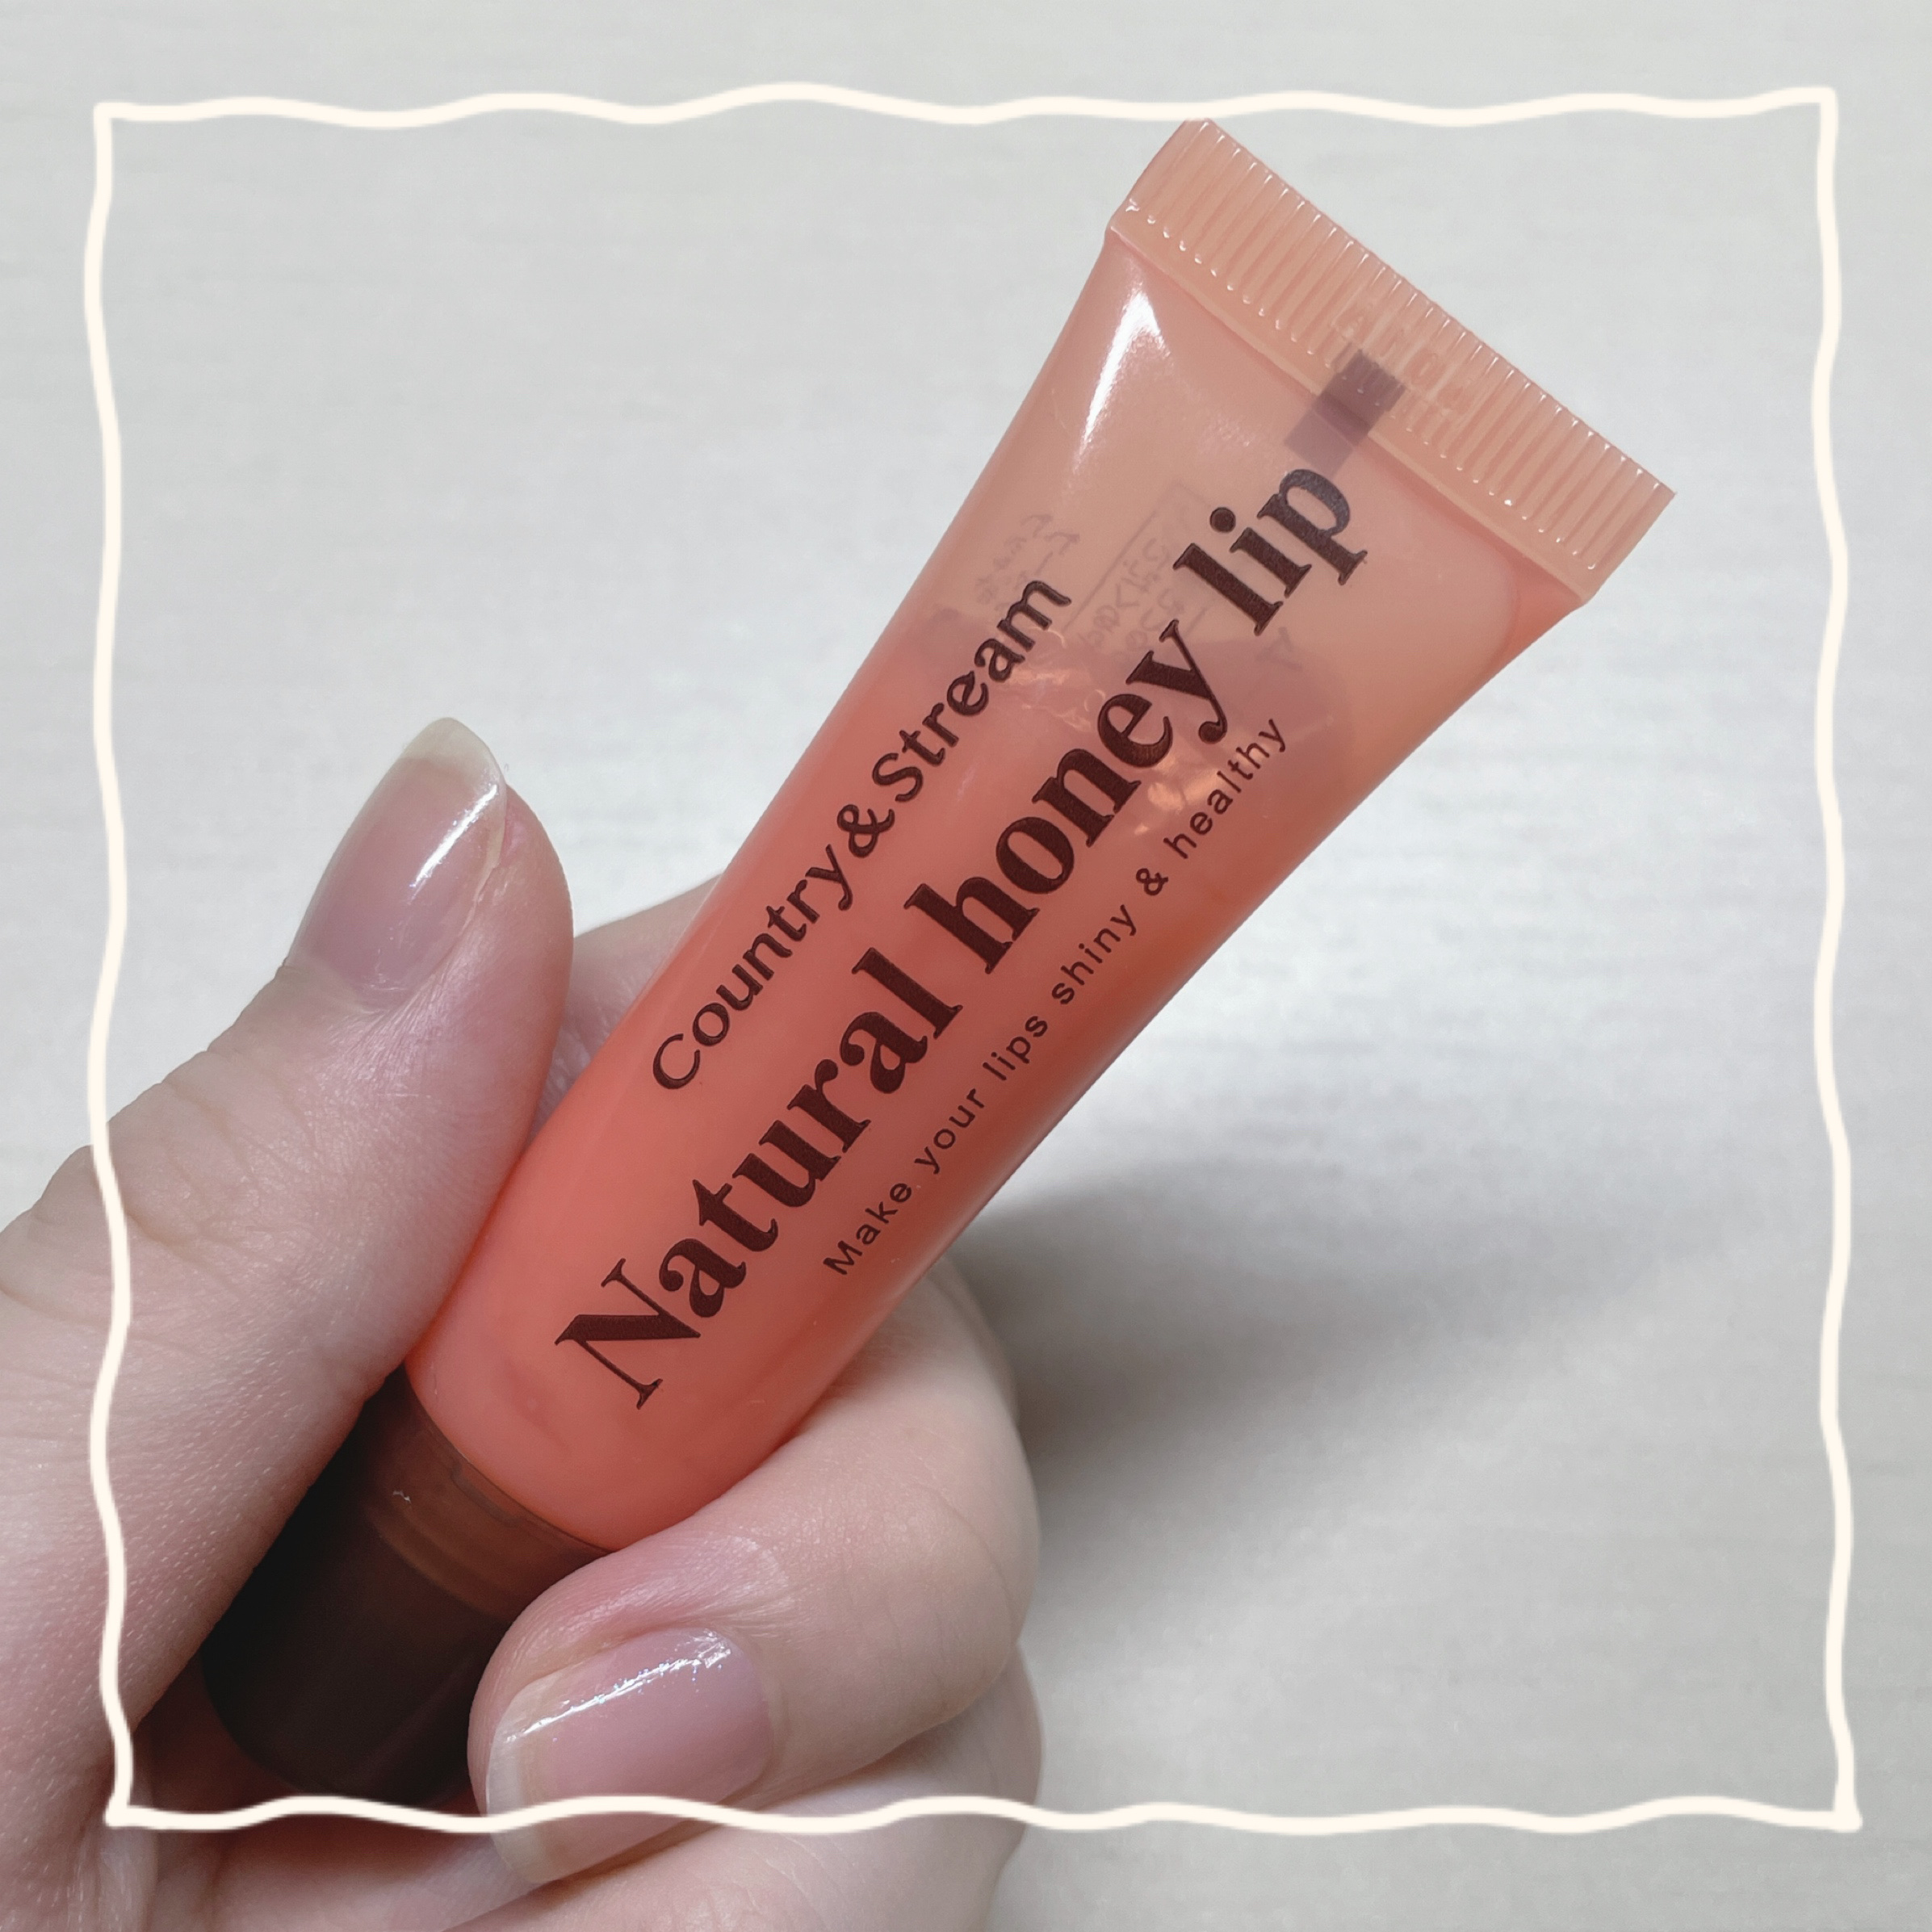 Country & Stream
Natural honey lip
Make your lips shiny & healthy